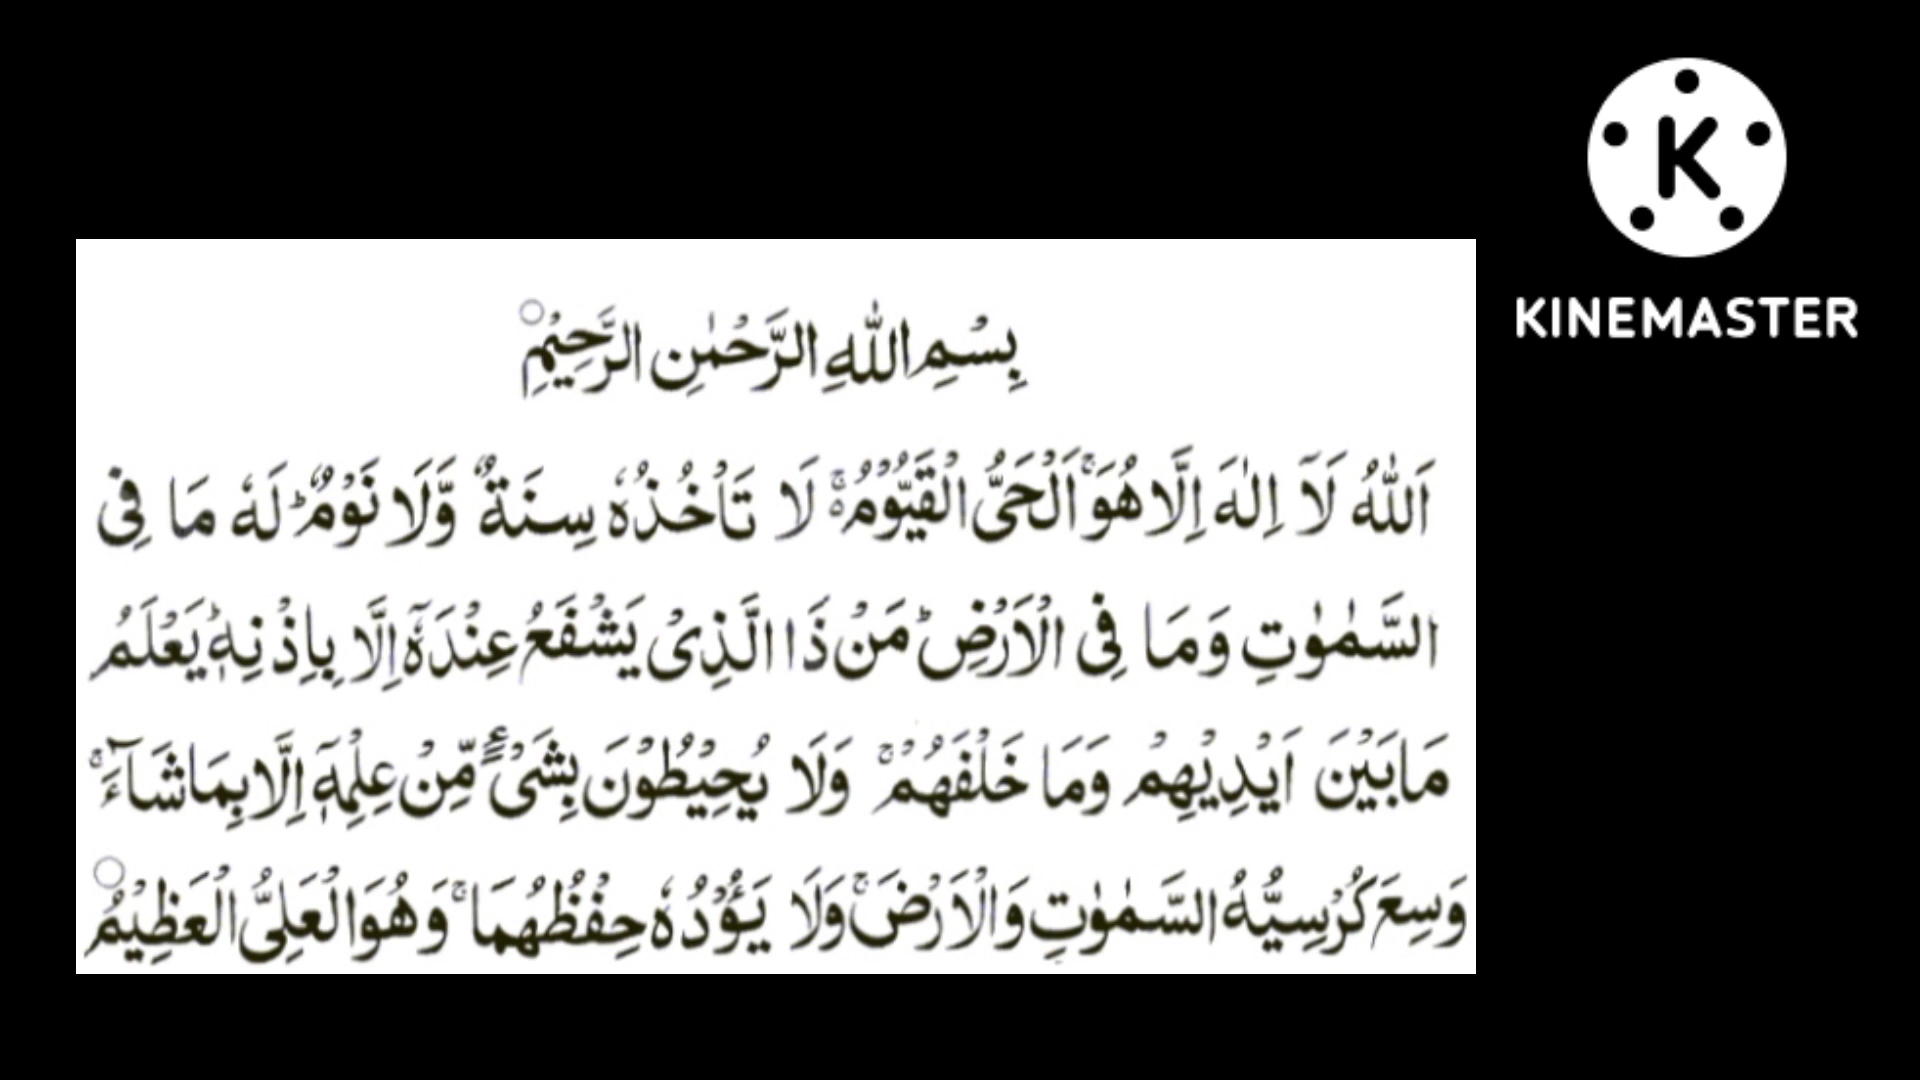 KINEMASTER
بِسْمِ اللّٰهِ الرَّحْمٰنِ الرَّحِيْمِ
اَللّٰهُ لَاۤ اِلٰهَ اِلَّا هُوَۚ اَلْحَیُّ الْقَيُّوْمُ ۚ لَا تَاْخُذُهٗ سِنَةٌ وَّلَا نَوْمٌ ؕ لَهٗ مَا فِی
السَّمٰوٰتِ وَمَا فِی الْاَرْضِ ؕ مَنْ ذَا الَّذِیْ يَشْفَعُ عِنْدَهٗۤ اِلَّا بِاِذْنِهٖ ؕ يَعْلَمُ
مَا بَيْنَ اَيْدِيْهِمْ وَمَا خَلْفَهُمْ ۚ وَلَا يُحِيْطُوْنَ بِشَیْءٍ مِّنْ عِلْمِهٖۤ اِلَّا بِمَا شَآءَ ۚ
وَسِعَ كُرْسِيُّهُ السَّمٰوٰتِ وَالْاَرْضَ ۚ وَلَا يَـُٔوْدُهٗ حِفْظُهُمَا ۚ وَهُوَ الْعَلِیُّ الْعَظِيْمُ